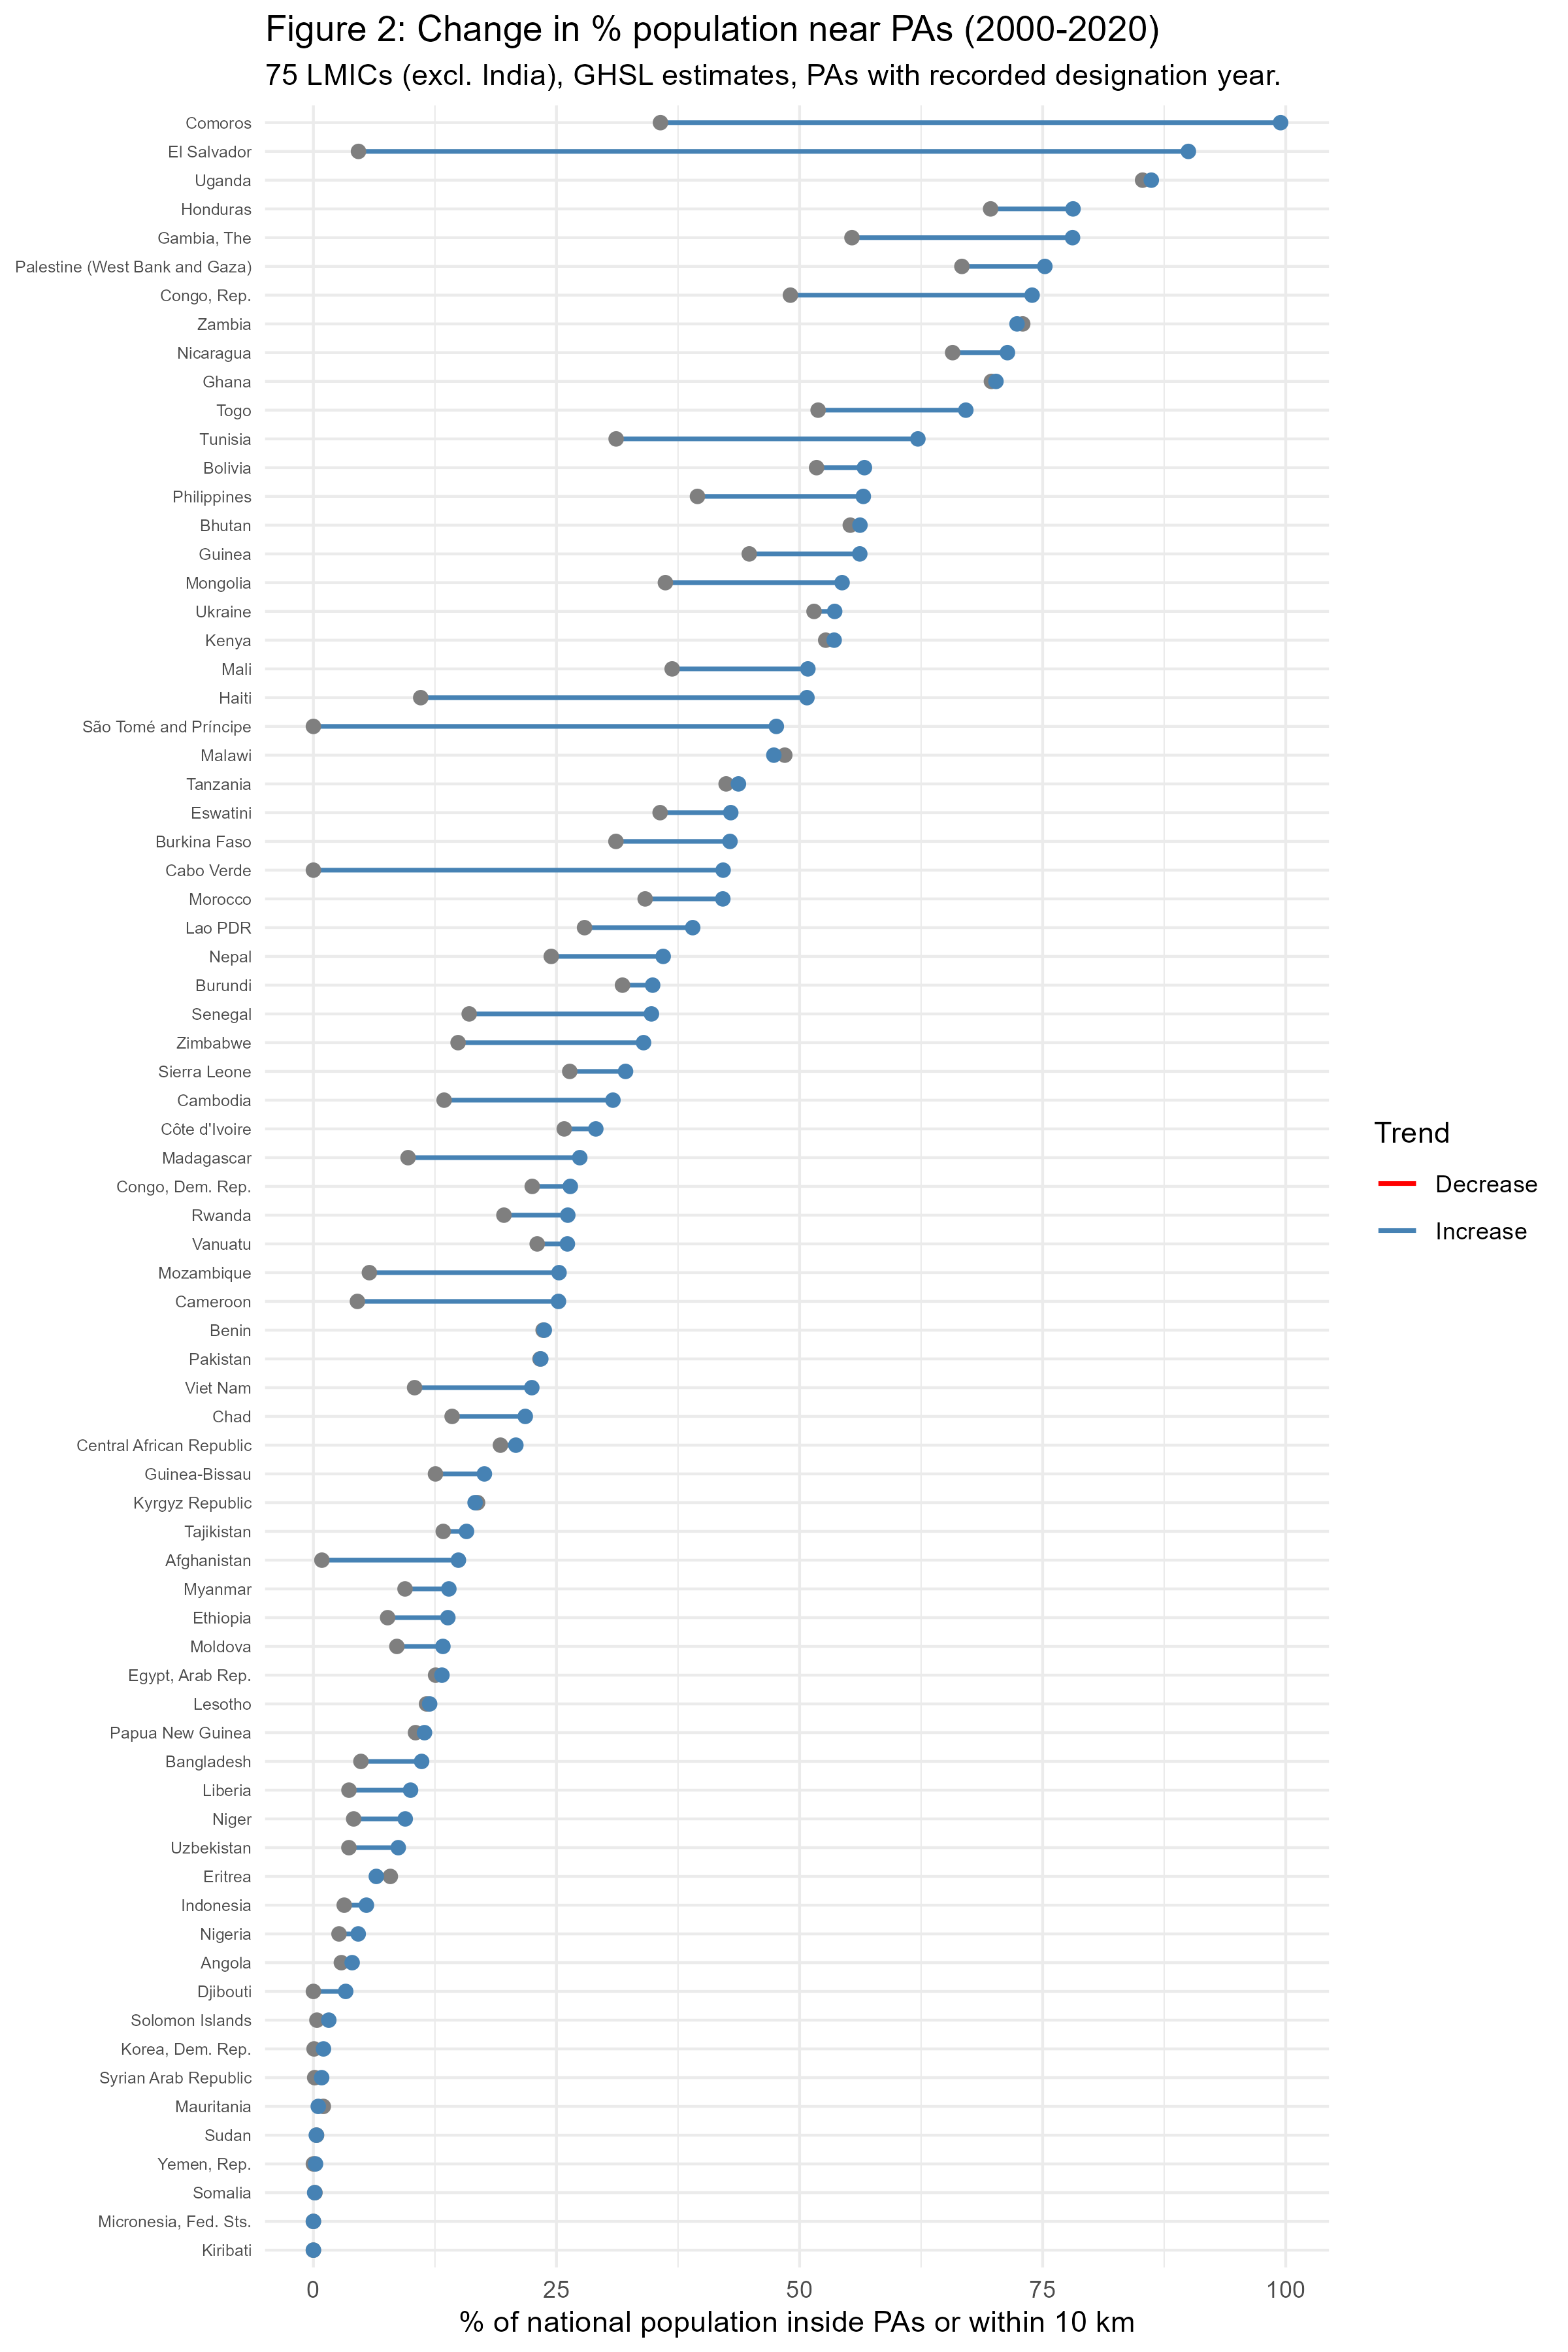 Figure 2: Change in % population near PAs (2000-2020)
75 LMICs (excl. India), GHSL estimates, PAs with recorded designation year.
Comoros
El Salvador
Uganda
Honduras
Gambia, The
Palestine (West Bank and Gaza)
Congo, Rep.
Zambia
Nicaragua
Ghana
Togo
Tunisia
Bolivia
Philippines
Bhutan
Guinea
Mongolia
Ukraine
Kenya
Mali
Haiti
São Tomé and Príncipe
Malawi
Tanzania
Eswatini
Burkina Faso
Cabo Verde
Morocco
Lao PDR
Nepal
Burundi
Senegal
Zimbabwe
Sierra Leone
Cambodia
Côte d'Ivoire
Madagascar
Congo, Dem. Rep.
Rwanda
Vanuatu
Mozambique
Cameroon
Benin
Pakistan
Viet Nam
Chad
Central African Republic
Guinea-Bissau
Kyrgyz Republic
Tajikistan
Afghanistan
Myanmar
Ethiopia
Moldova
Egypt, Arab Rep.
Lesotho
Papua New Guinea
Bangladesh
Liberia
Niger
Uzbekistan
Eritrea
Indonesia
Nigeria
Angola
Djibouti
Solomon Islands
Korea, Dem. Rep.
Syrian Arab Republic
Mauritania
Sudan
Yemen, Rep.
Somalia
Micronesia, Fed. Sts.
Kiribati
0 25 50 75 100
% of national population inside PAs or within 10 km
Trend
Decrease
Increase